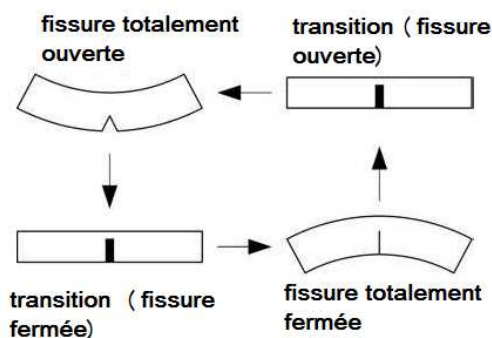 fissure totalement
ouverte
transition ( fissure
ouverte)
transition ( fissure
fermée)
fissure totalement
fermée